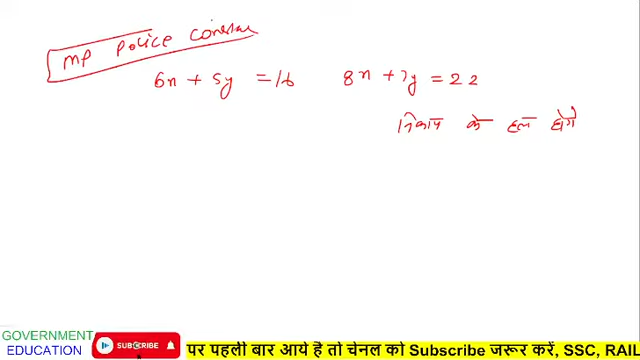 MP Police
6x + 5y = 16 8x + 7y = 22
निकाय के हल होंगे
GOVERNMENT
EDUCATION
SUBSCRIBE
पर पहली बार आये है तो चेनल को Subscribe जरूर करें, SSC, RAIL